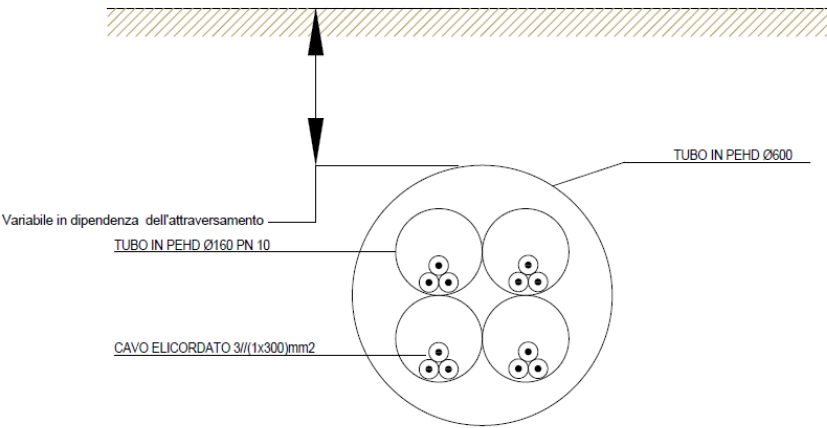 TUBO IN PEHD Ø600
Variabile in dipendenza dell'attraversamento
TUBO IN PEHD Ø160 PN 10
CAVO ELICORDATO 3//(1x300)mm2